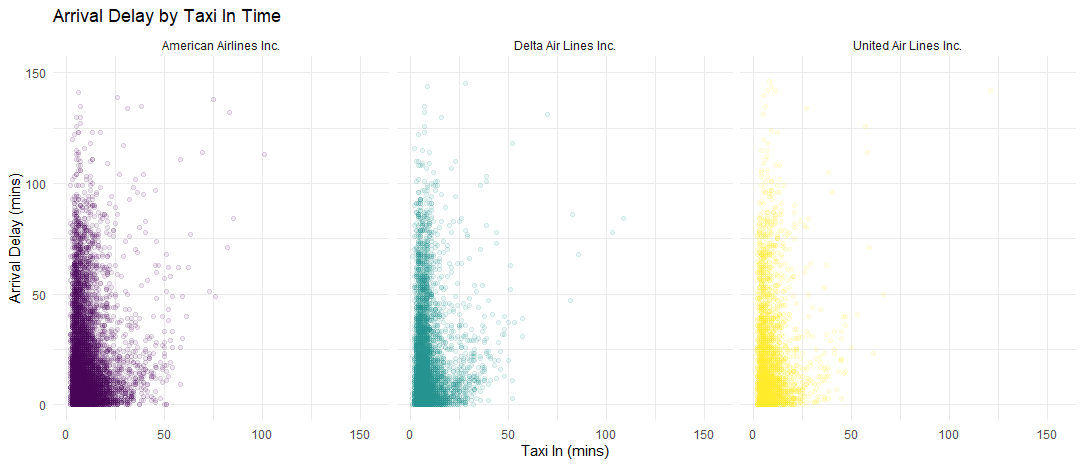 Arrival Delay by Taxi In Time
American Airlines Inc. Delta Air Lines Inc. United Air Lines Inc.
Arrival Delay (mins)
150
100
50
0
0 50 100 150 0 50 100 150 0 50 100 150
Taxi In (mins)